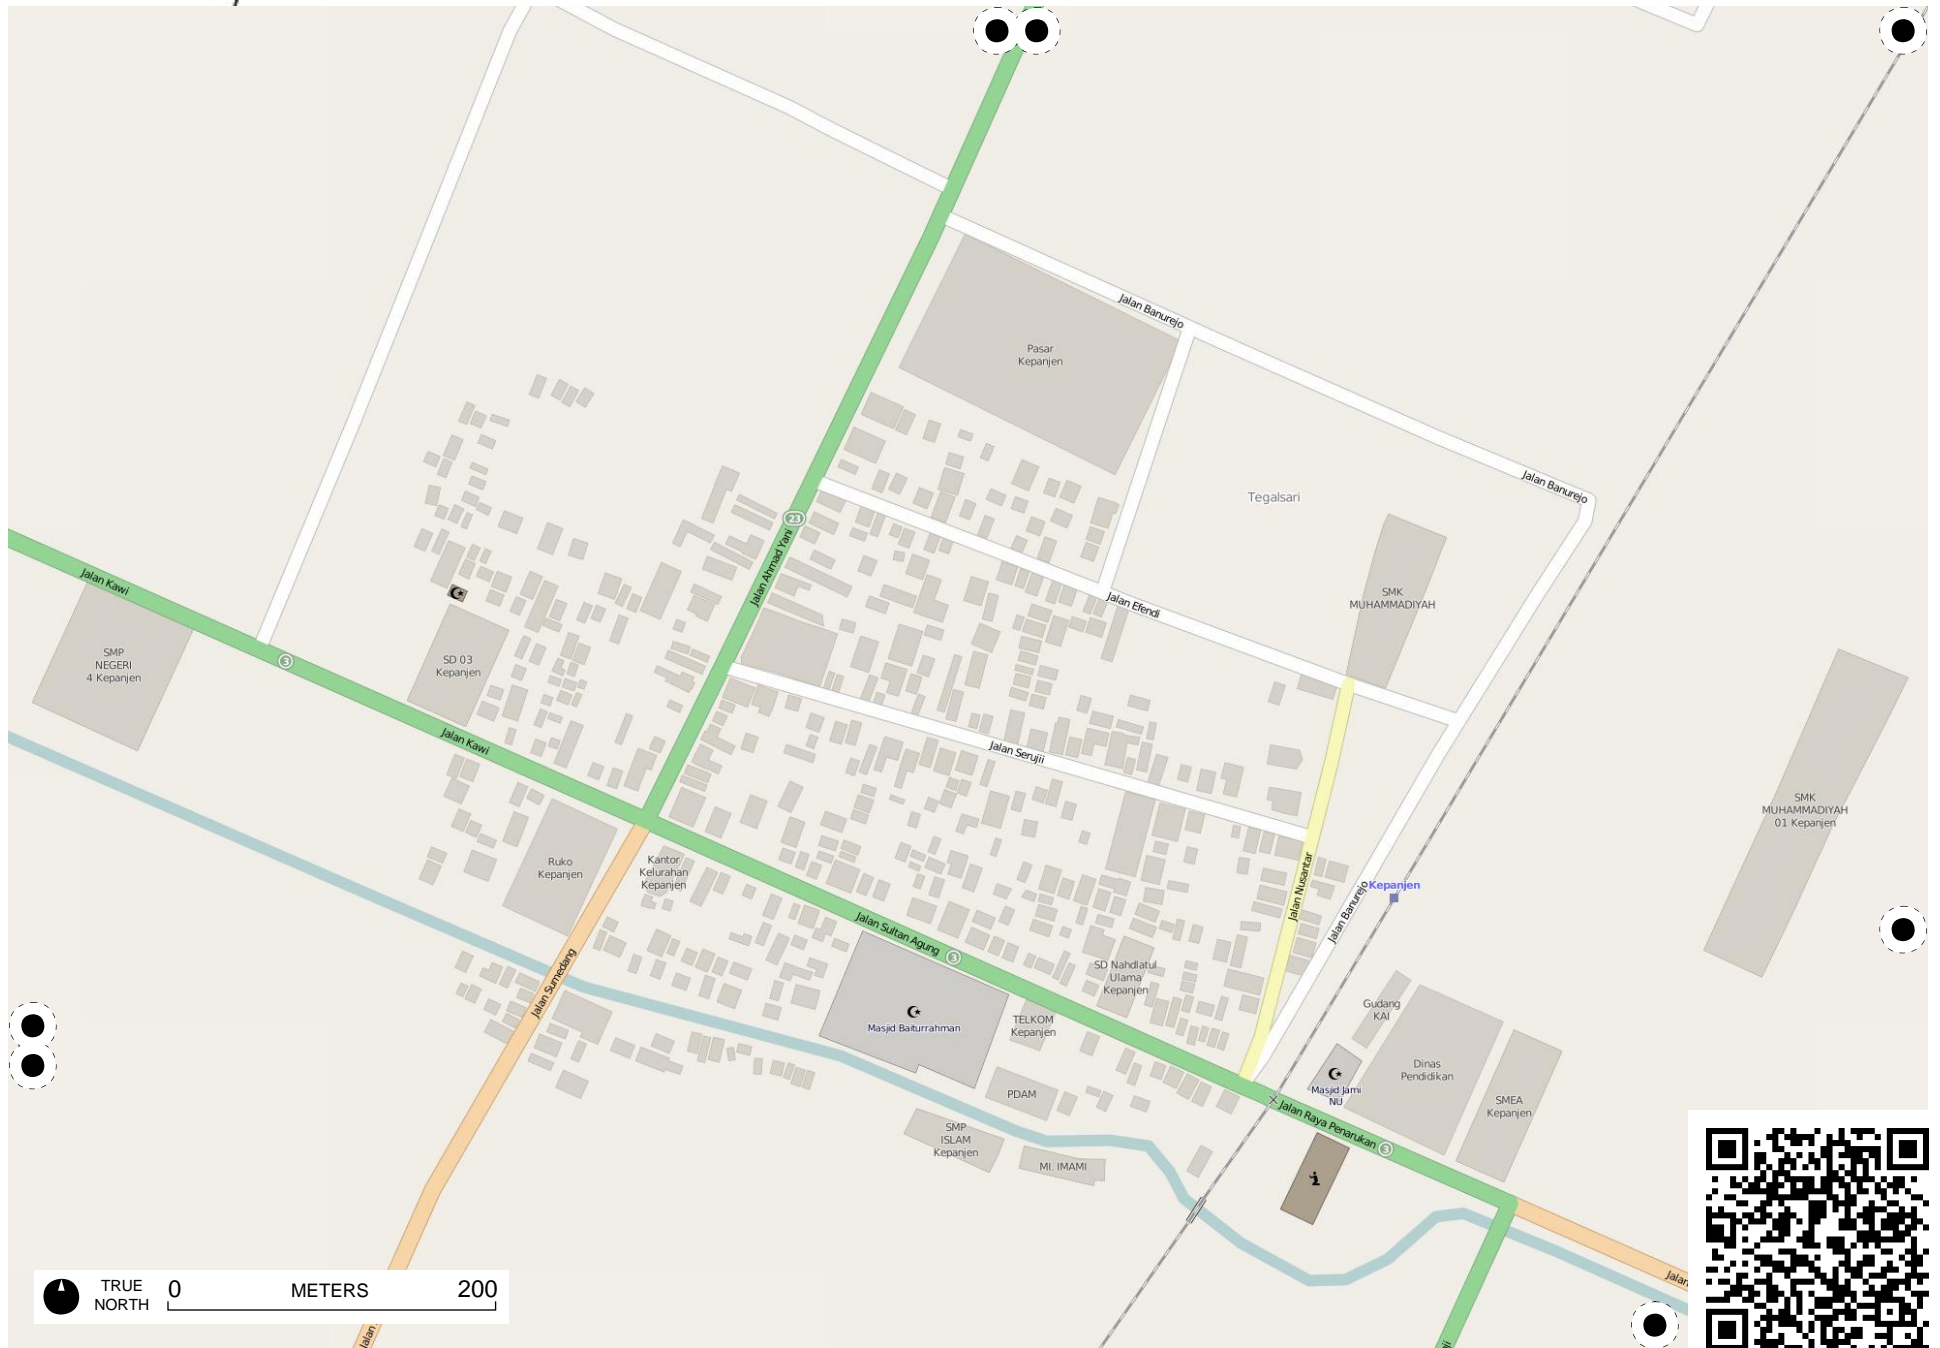 Jalan Banurejo
Pasar
Kepanjen
Jalan Banurejo
Tegalsari
23
Jalan Ahmad Yani
Jalan Kawi
SMK
MUHAMMADIYAH
Jalan Efendi
SMP
NEGERI
4 Kepanjen
3
SD 03
Kepanjen
Jalan Kawi
Jalan Serujii
SMK
MUHAMMADIYAH
01 Kepanjen
Ruko
Kepanjen
Kantor
Kelurahan
Kepanjen
Jalan Nusantar
Kepanjen
Jalan Banurejo
Jalan Sultan Agung
3
SD Nahdlatul
Ulama
Kepanjen
Jalan Sumedang
Gudang
KAI
Masjid Baiturrahman
TELKOM
Kepanjen
Dinas
Pendidikan
Masjid Jami
NU
PDAM
SMEA
Kepanjen
Jalan Raya Penarukan
3
SMP
ISLAM
Kepanjen
MI. IMAMI
Jalan
TRUE
NORTH
0
METERS
200
Jalan